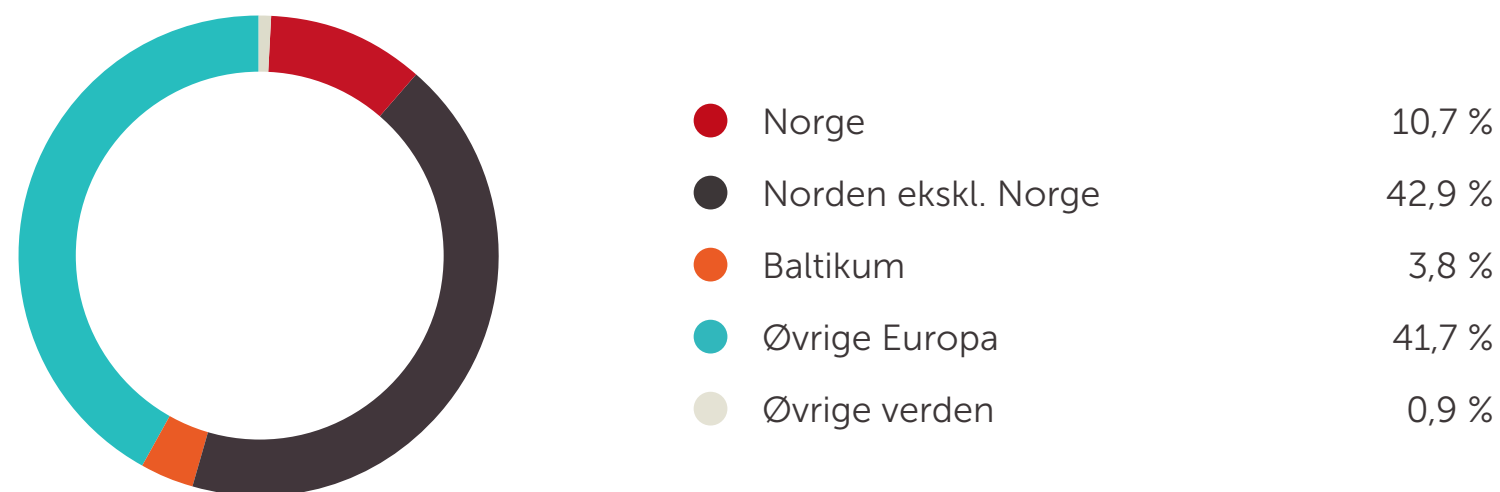 Norge 10,7 %
Norden ekskl. Norge 42,9 %
Baltikum 3,8 %
Øvrige Europa 41,7 %
Øvrige verden 0,9 %